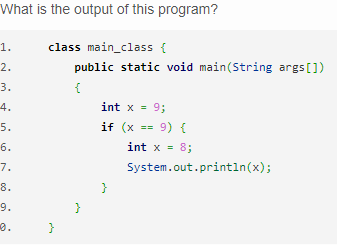 What is the output of this program?
1. class main_class {
2. public static void main(String args[])
3. {
4. int x = 9;
5. if (x == 9) {
6. int x = 8;
7. System.out.println(x);
8. }
9. }
0. }